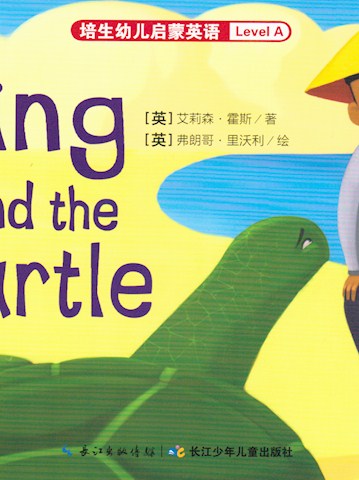 培生幼儿启蒙英语 Level A
ing
[英] 艾莉森·霍斯／著
[英] 弗朗哥·里沃利／绘
nd the
urtle
长江出版传媒 长江少年儿童出版社